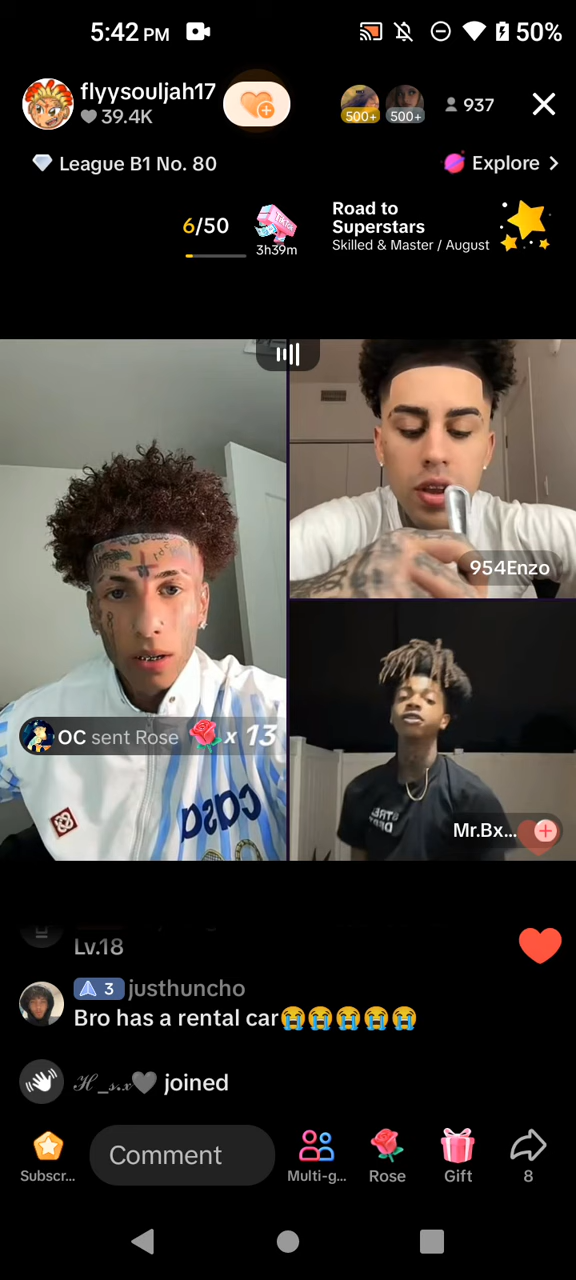 5:42 PM
50%
flyysouljah17
39.4K
500+
500+
937
League B1 No. 80
Explore >
6/50
3h39m
Road to
Superstars
Skilled & Master / August
954Enzo
OC sent Rose x 13
casa
Mr.Bx...
Lv.18
3 justhuncho
Bro has a rental car😭😭😭😭😭
ℋ_𝓈.𝓍🖤 joined
Comment
Subscr...
Multi-g...
Rose
Gift
8